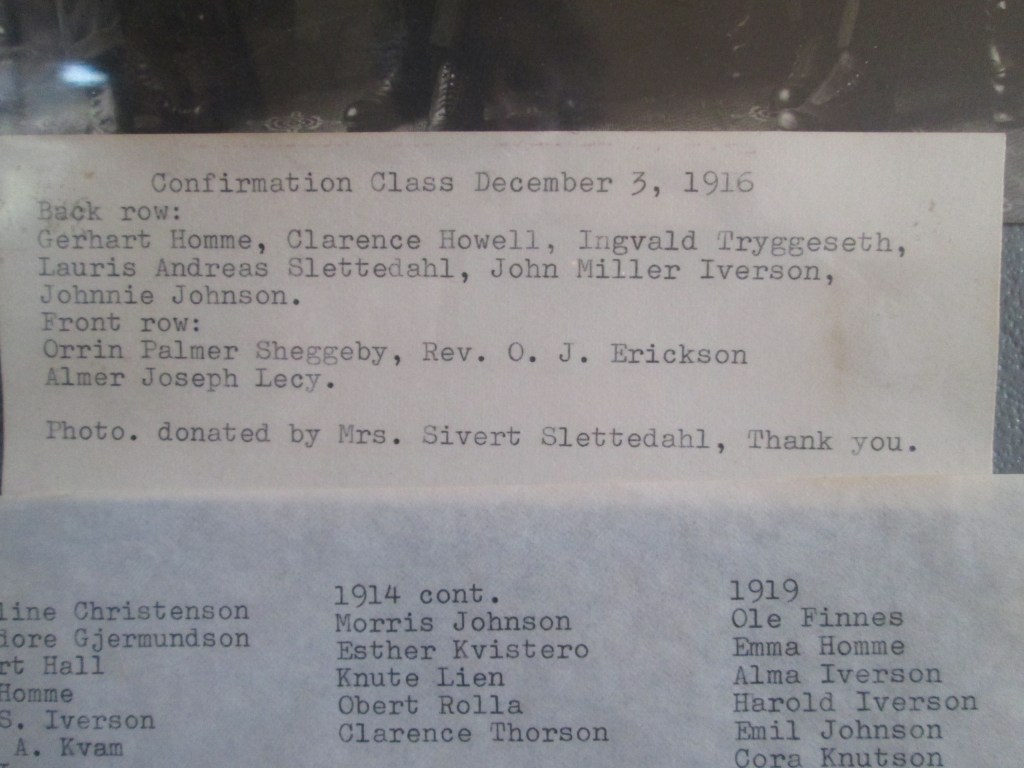 Confirmation Class December 3, 1916
Back row:
Gerhart Homme, Clarence Howell, Ingvald Tryggeseth,
Lauris Andreas Slettedahl, John Miller Iverson,
Johnnie Johnson.
Front row:
Orrin Palmer Sheggeby, Rev. O. J. Erickson
Almer Joseph Lecy.
Photo. donated by Mrs. Sivert Slettedahl, Thank you.
line Christenson
dore Gjermundson
rt Hall
Homme
S. Iverson
A. Kvam
1914 cont.
Morris Johnson
Esther Kvistero
Knute Lien
Obert Rolla
Clarence Thorson
1919
Ole Finnes
Emma Homme
Alma Iverson
Harold Iverson
Emil Johnson
Cora Knutson